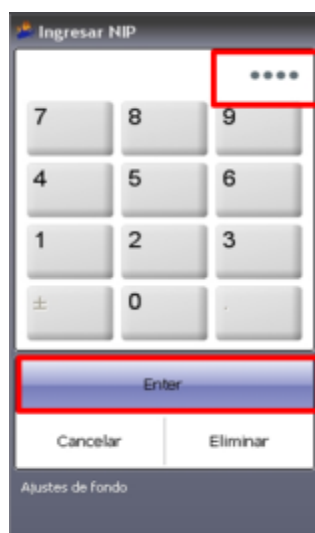 Ingresar NIP
••••
7 8 9
4 5 6
1 2 3
± 0 .
Enter
Cancelar Eliminar
Ajustes de fondo